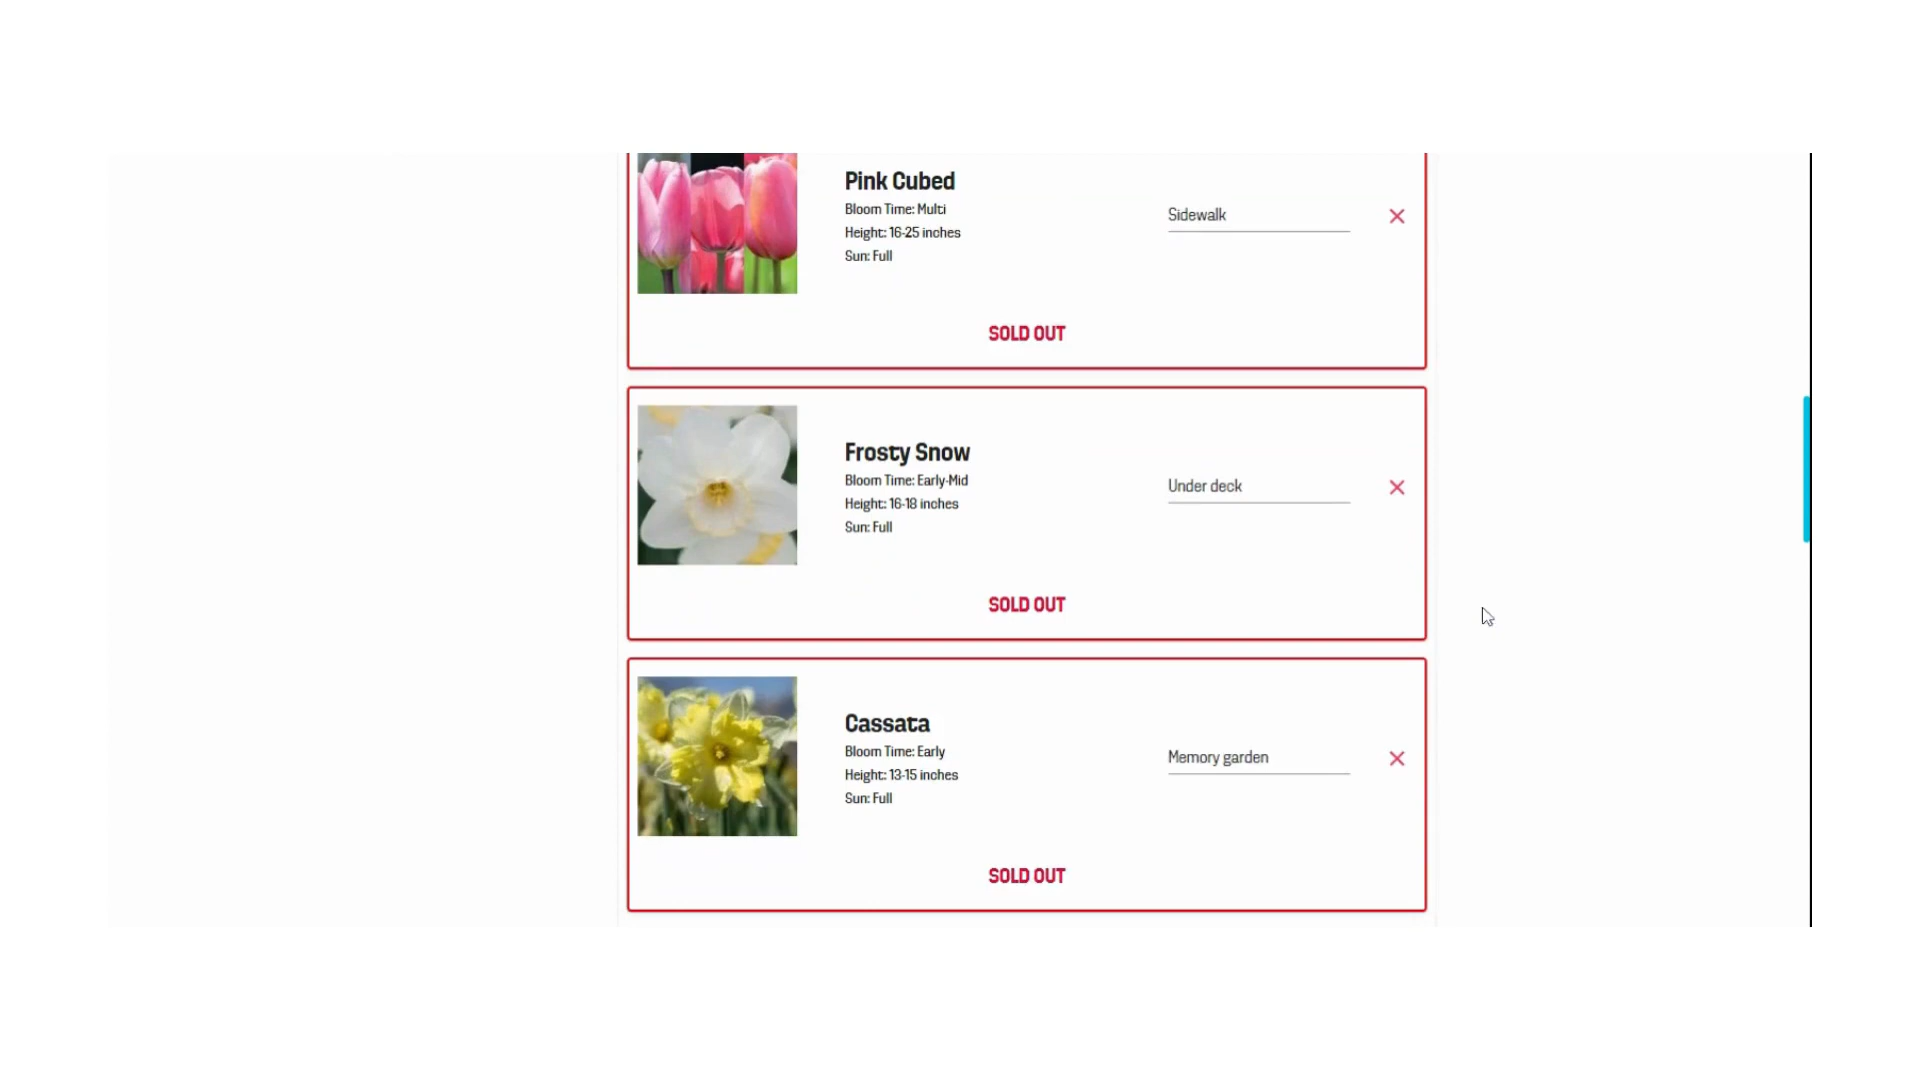 Pink Cubed
Bloom Time: Multi
Height: 16-25 inches
Sun: Full
Sidewalk
SOLD OUT
Frosty Snow
Bloom Time: Early-Mid
Height: 16-18 inches
Sun: Full
Under deck
SOLD OUT
Cassata
Bloom Time: Early
Height: 13-15 inches
Sun: Full
Memory garden
SOLD OUT